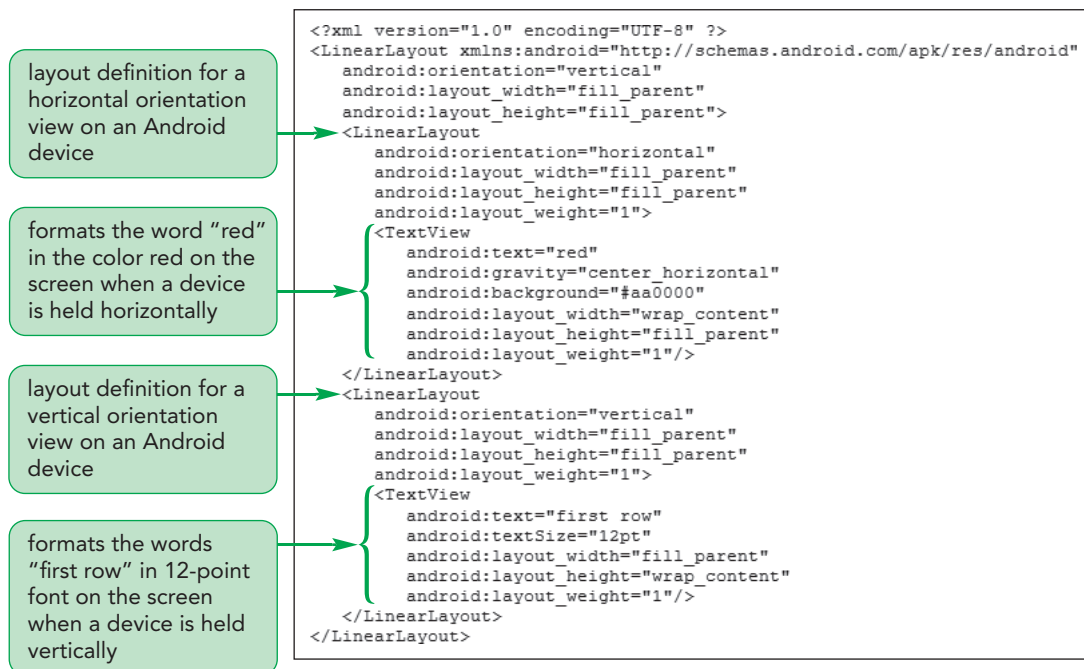 layout definition for a
horizontal orientation
view on an Android
device
formats the word “red”
in the color red on the
screen when a device
is held horizontally
layout definition for a
vertical orientation
view on an Android
device
formats the words
“first row” in 12-point
font on the screen
when a device is held
vertically
<?xml version="1.0" encoding="UTF-8" ?>
<LinearLayout xmlns:android="http://schemas.android.com/apk/res/android"
android:orientation="vertical"
android:layout_width="fill_parent"
android:layout_height="fill_parent">
<LinearLayout
android:orientation="horizontal"
android:layout_width="fill_parent"
android:layout_height="fill_parent"
android:layout_weight="1">
<TextView
android:text="red"
android:gravity="center_horizontal"
android:background="#aa0000"
android:layout_width="wrap_content"
android:layout_height="fill_parent"
android:layout_weight="1"/>
</LinearLayout>
<LinearLayout
android:orientation="vertical"
android:layout_width="fill_parent"
android:layout_height="fill_parent"
android:layout_weight="1">
<TextView
android:text="first row"
android:textSize="12pt"
android:layout_width="fill_parent"
android:layout_height="wrap_content"
android:layout_weight="1"/>
</LinearLayout>
</LinearLayout>